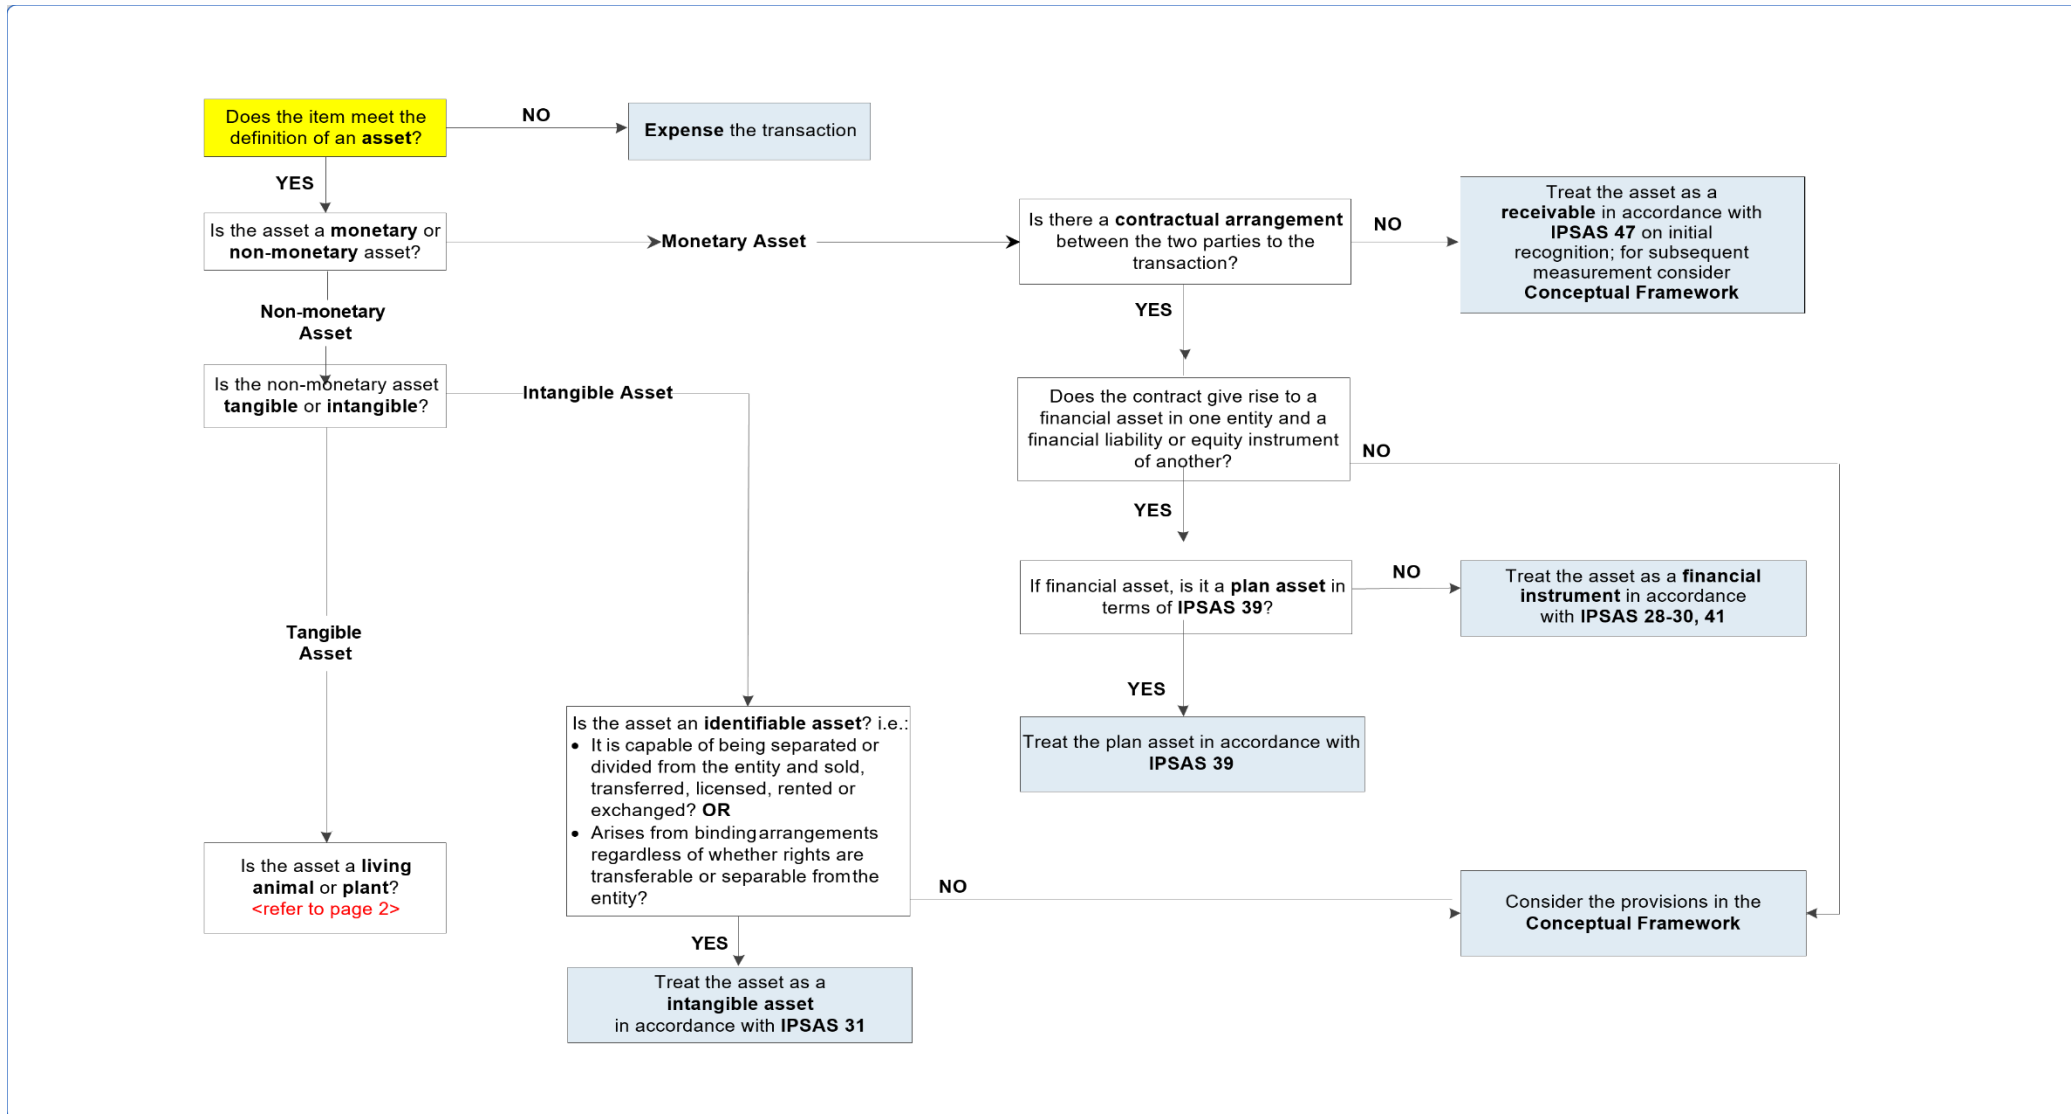 Does the item meet the
definition of an asset?
NO
Expense the transaction
YES
Is the asset a monetary or
non-monetary asset?
Monetary Asset
Is there a contractual arrangement
between the two parties to the
transaction?
NO
Treat the asset as a
receivable in accordance with
IPSAS 47 on initial
recognition; for subsequent
measurement consider
Conceptual Framework
Non-monetary
Asset
YES
Is the non-monetary asset
tangible or intangible?
Intangible Asset
Does the contract give rise to a
financial asset in one entity and a
financial liability or equity instrument
of another?
NO
YES
If financial asset, is it a plan asset in
terms of IPSAS 39?
NO
Treat the asset as a financial
instrument in accordance
with IPSAS 28-30, 41
Tangible
Asset
YES
Treat the plan asset in accordance with
IPSAS 39
Is the asset an identifiable asset? i.e.:
• It is capable of being separated or
divided from the entity and sold,
transferred, licensed, rented or
exchanged? OR
• Arises from binding arrangements
regardless of whether rights are
transferable or separable from the
entity?
Is the asset a living
animal or plant?
<refer to page 2>
NO
Consider the provisions in the
Conceptual Framework
YES
Treat the asset as a
intangible asset
in accordance with IPSAS 31